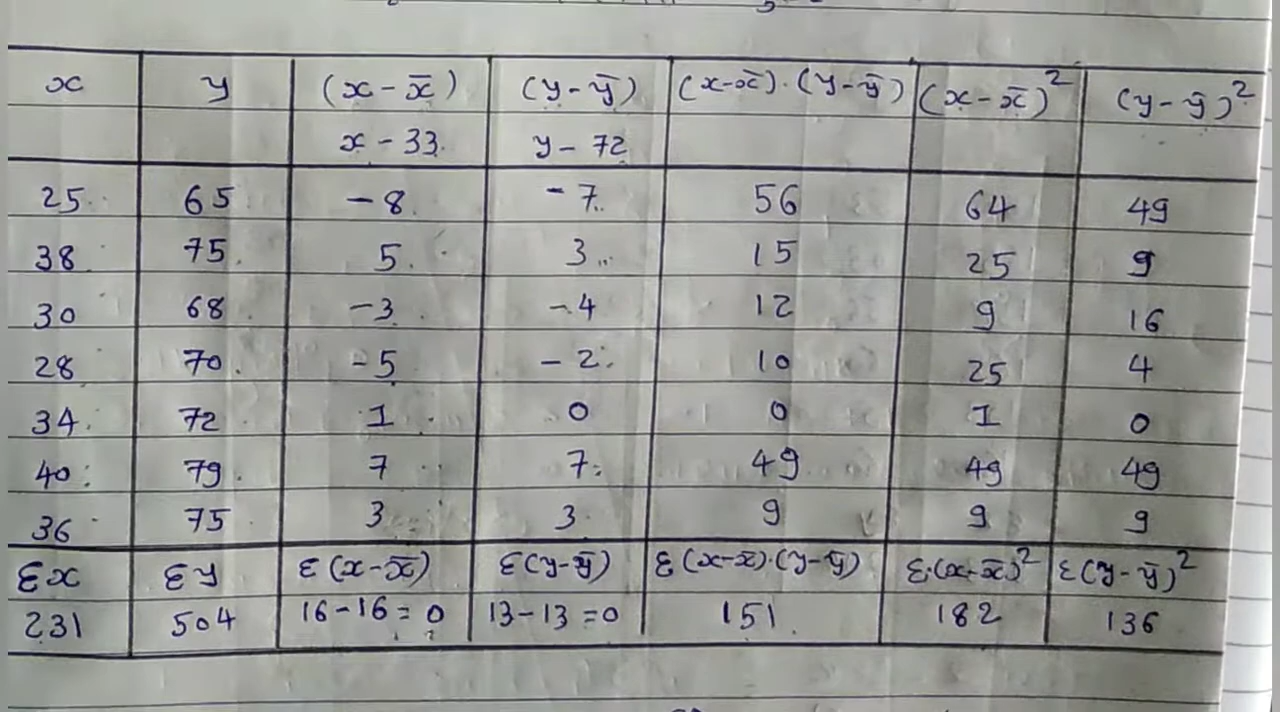 x y (x-x̄) (y-ȳ) (x-x̄).(y-ȳ) (x-x̄)² (y-ȳ)²
x-33 y-72
25 65 -8 -7 56 64 49
38 75 5 3 15 25 9
30 68 -3 -4 12 9 16
28 70 -5 -2 10 25 4
34 72 1 0 0 1 0
40 79 7 7 49 49 49
36 75 3 3 9 9 9
Σx Σy Σ(x-x̄) Σ(y-ȳ) Σ(x-x̄).(y-ȳ) Σ(x-x̄)² Σ(y-ȳ)²
231 504 16-16=0 13-13=0 151 182 136